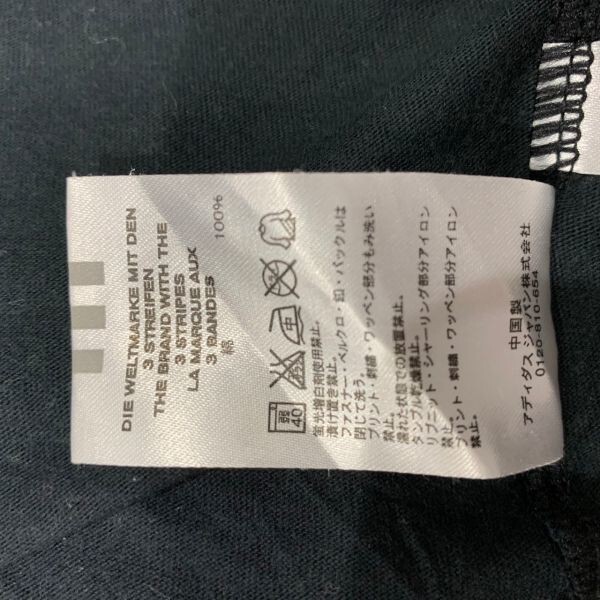 DIE WELTMARKE MIT DEN
3 STREIFEN
THE BRAND WITH THE
3 STRIPES
LA MARQUE AUX
3 BANDES
綿 100%
弱
40
蛍光増白剤使用禁止。
漬け置き禁止。
ファスナー・ベルクロ・釦・バックルは
閉じて洗う。
プリント・刺繍・ワッペン部分もみ洗い
禁止。
濡れた状態での放置禁止。
タンブル乾燥禁止。
リブニット・シャーリング部分アイロン
禁止。
プリント・刺繍・ワッペン部分アイロン
禁止。
中国製
アディダス ジャパン株式会社
0120-810-654